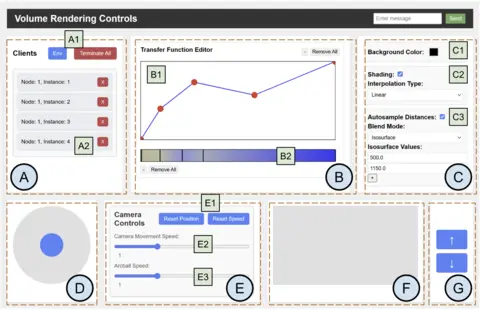 Volume Rendering Controls
Enter message
Send
A1
Clients
Env
Terminate All
Node: 1, Instance: 1
X
Node: 1, Instance: 2
X
Node: 1, Instance: 3
X
Node: 1, Instance: 4
X
A2
A
Transfer Function Editor
- Remove All
B1
B2
- Remove All
B
Background Color:
C1
Shading:
C2
Interpolation Type:
Linear
Autosample Distances:
C3
Blend Mode:
Isosurface
Isosurface Values:
500.0
1150.0
+
C
D
E1
Camera Controls
Reset Position
Reset Speed
Camera Movement Speed:
E2
1
Arcball Speed:
E3
1
E
F
↑
↓
G